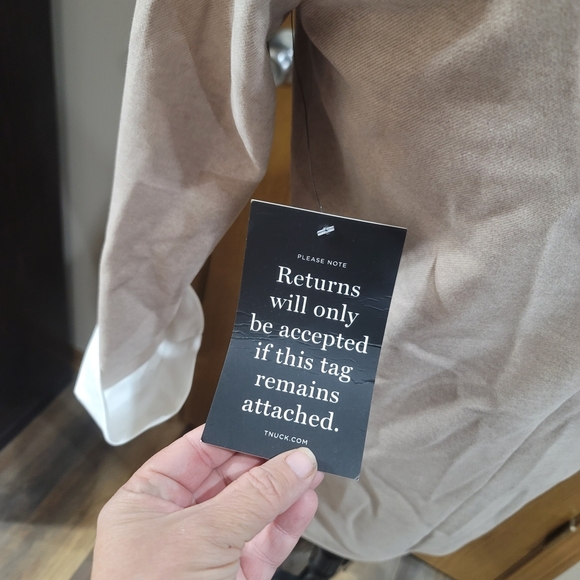 PLEASE NOTE
Returns
will only
be accepted
if this tag
remains
attached.
TNUCK.COM